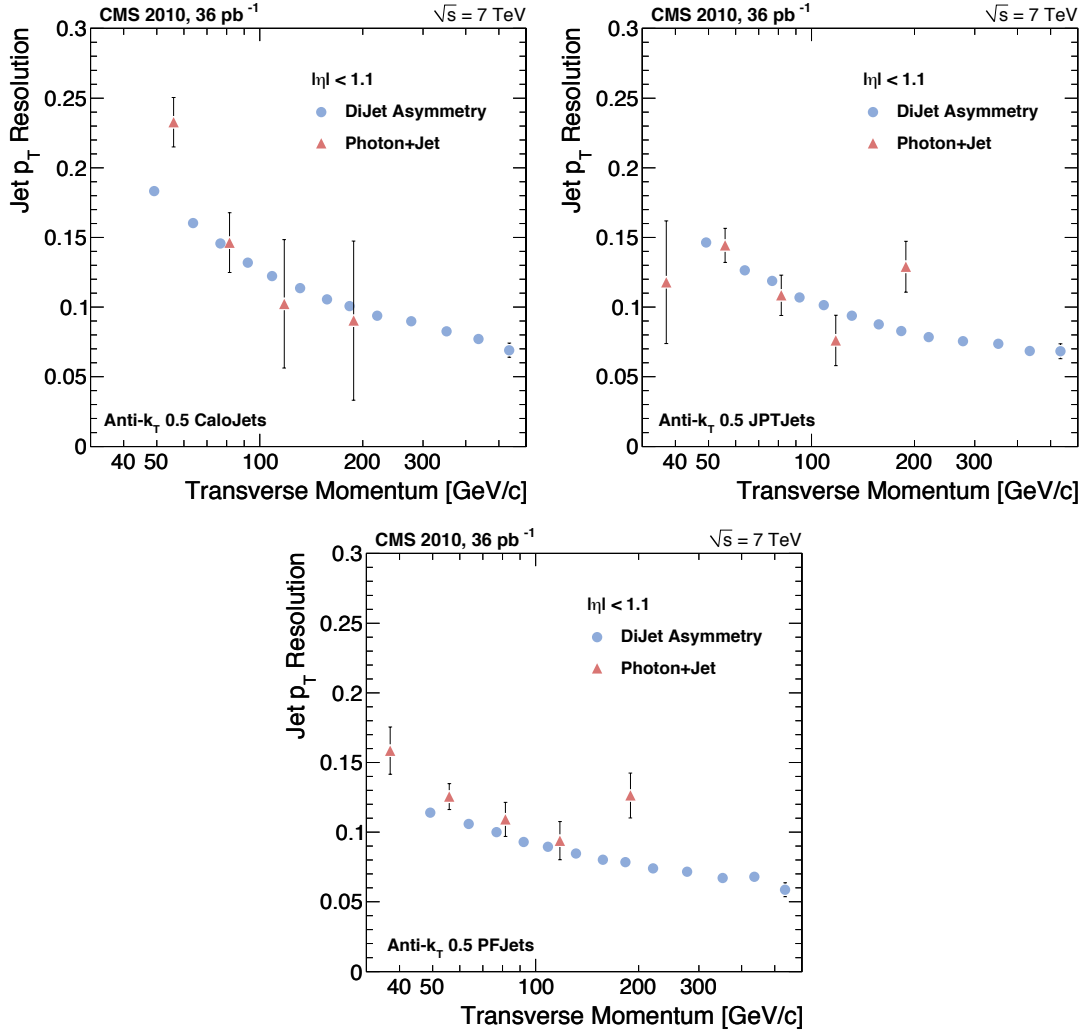 CMS 2010, 36 pb⁻¹ √s = 7 TeV
Jet p_T Resolution
0.3
0.25
0.2
0.15
0.1
0.05
0
|η| < 1.1
DiJet Asymmetry
Photon+Jet
Anti-k_T 0.5 CaloJets
40 50 100 200 300
Transverse Momentum [GeV/c]
CMS 2010, 36 pb⁻¹ √s = 7 TeV
Jet p_T Resolution
0.3
0.25
0.2
0.15
0.1
0.05
0
|η| < 1.1
DiJet Asymmetry
Photon+Jet
Anti-k_T 0.5 JPTJets
40 50 100 200 300
Transverse Momentum [GeV/c]
CMS 2010, 36 pb⁻¹ √s = 7 TeV
Jet p_T Resolution
0.3
0.25
0.2
0.15
0.1
0.05
0
|η| < 1.1
DiJet Asymmetry
Photon+Jet
Anti-k_T 0.5 PFJets
40 50 100 200 300
Transverse Momentum [GeV/c]